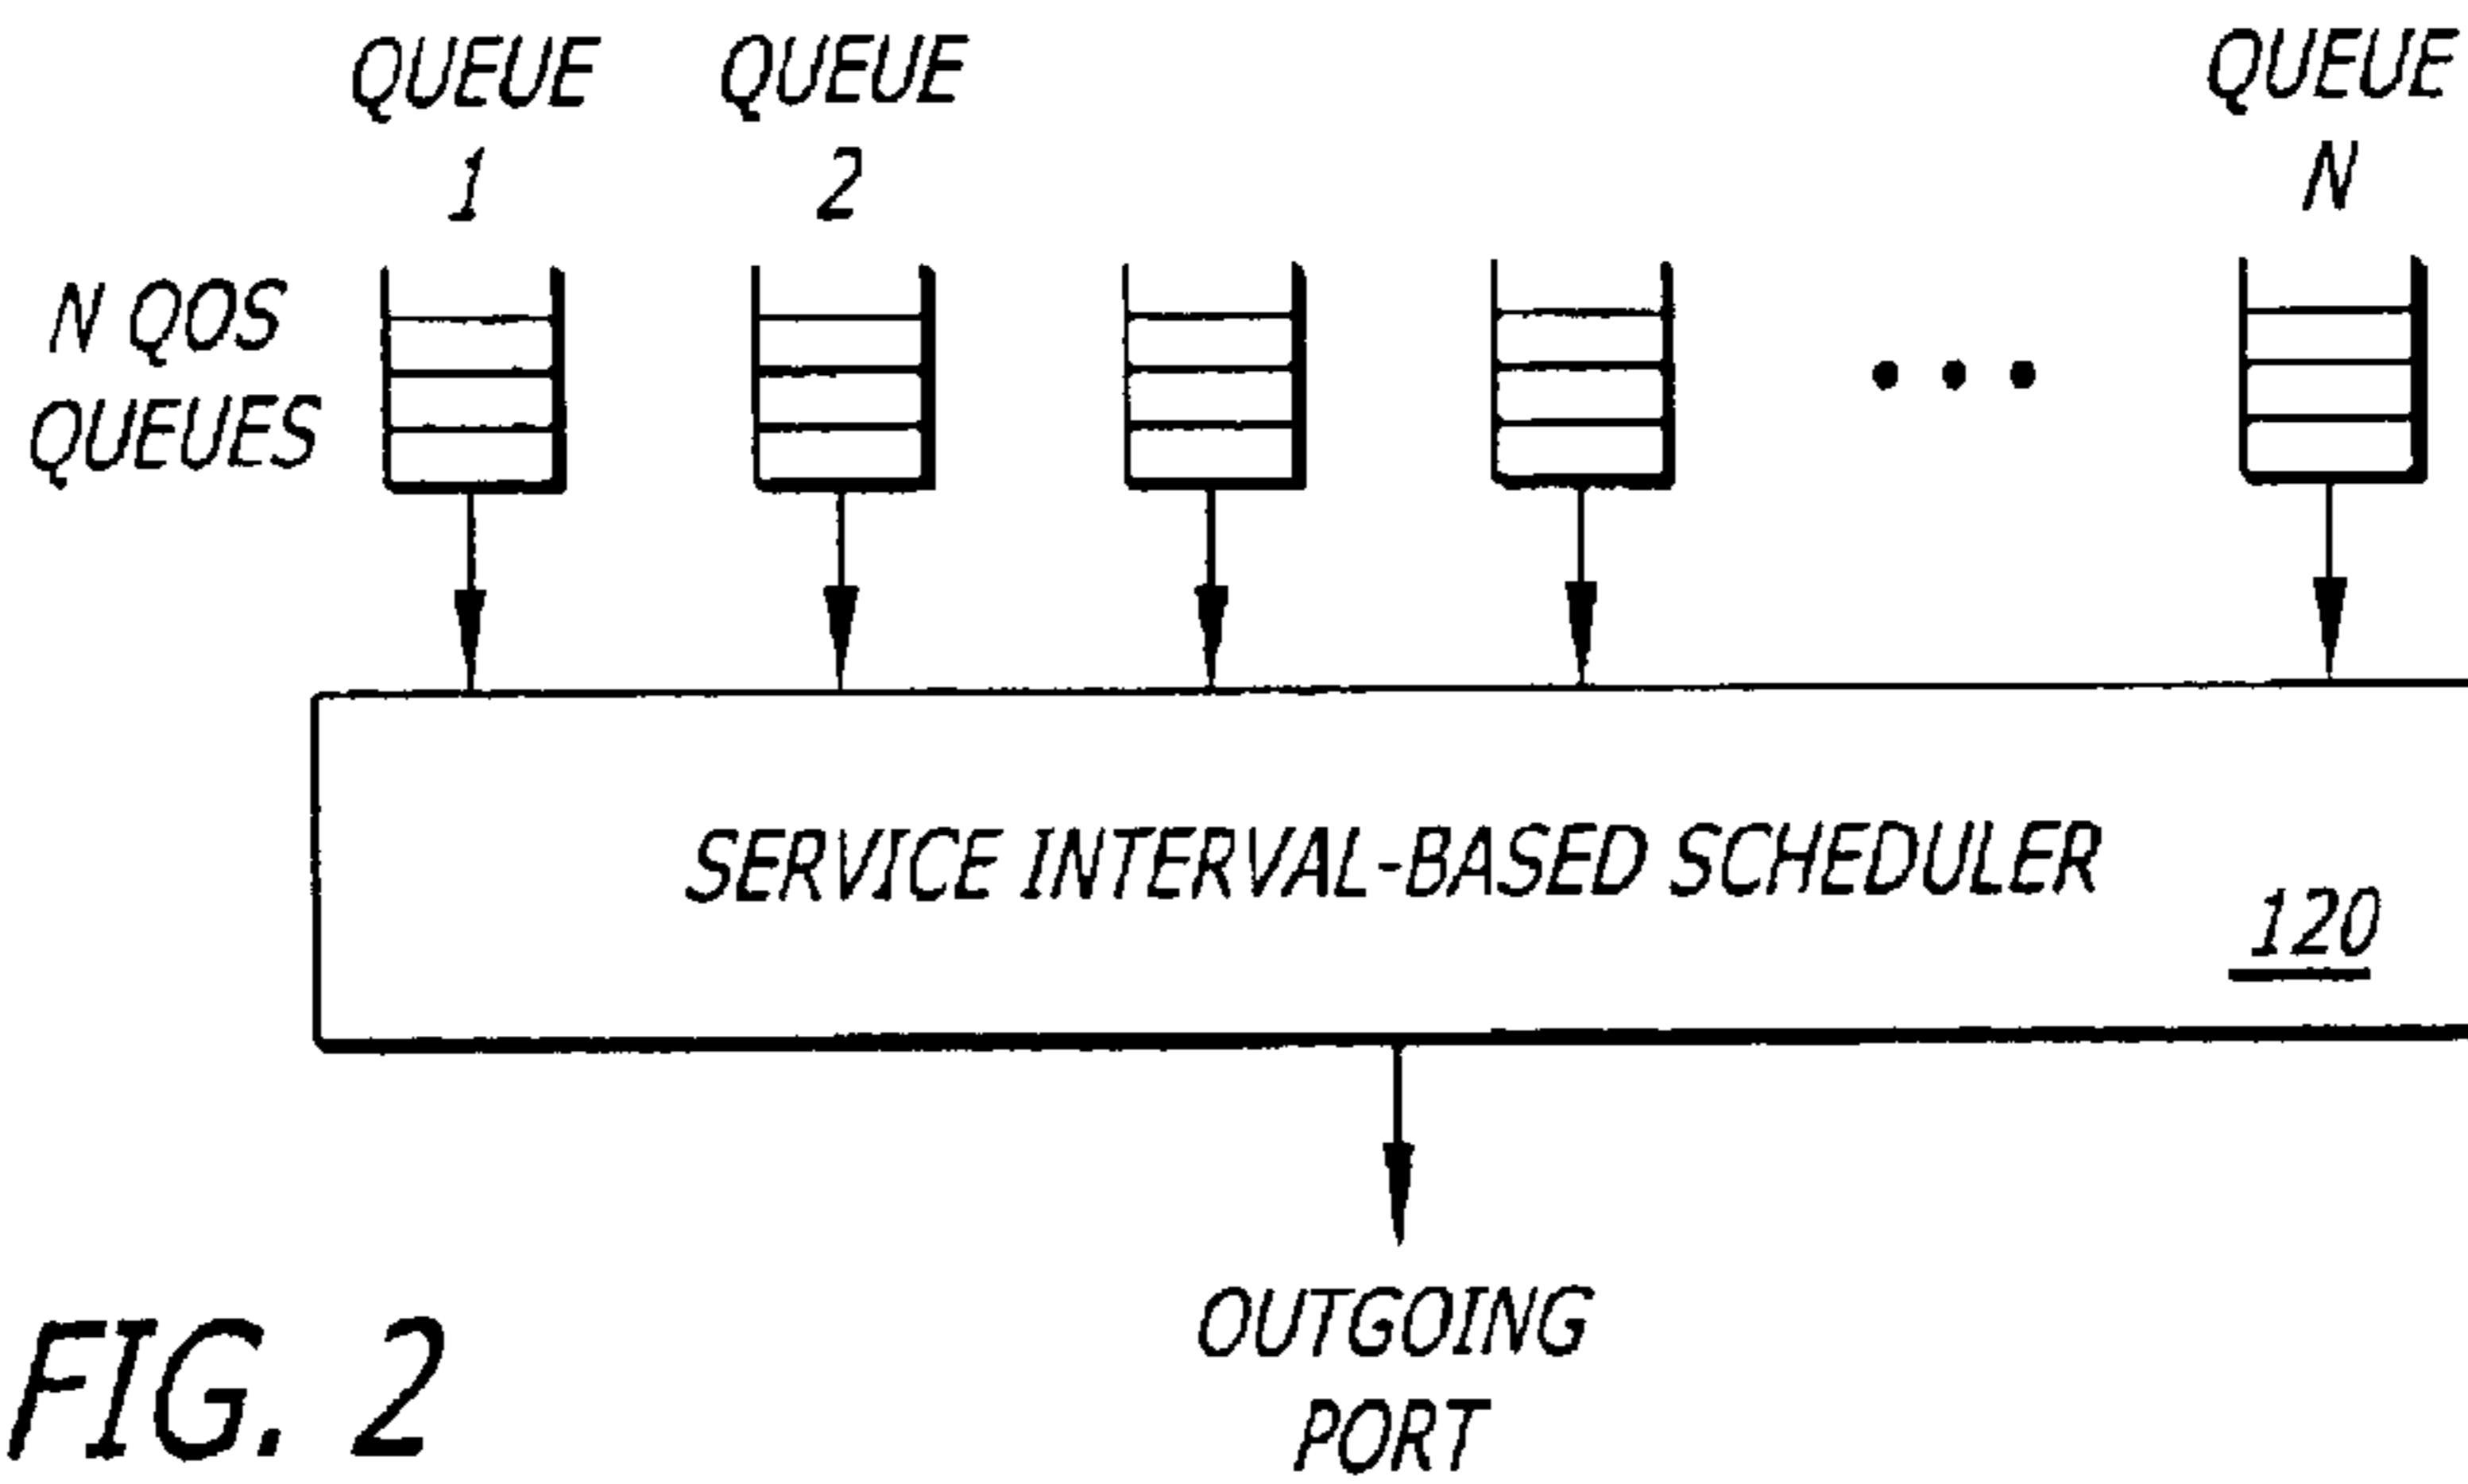 QUEUE
1
QUEUE
2
QUEUE
N
N QOS
QUEUES
SERVICE INTERVAL-BASED SCHEDULER
120
OUTGOING
PORT
FIG. 2